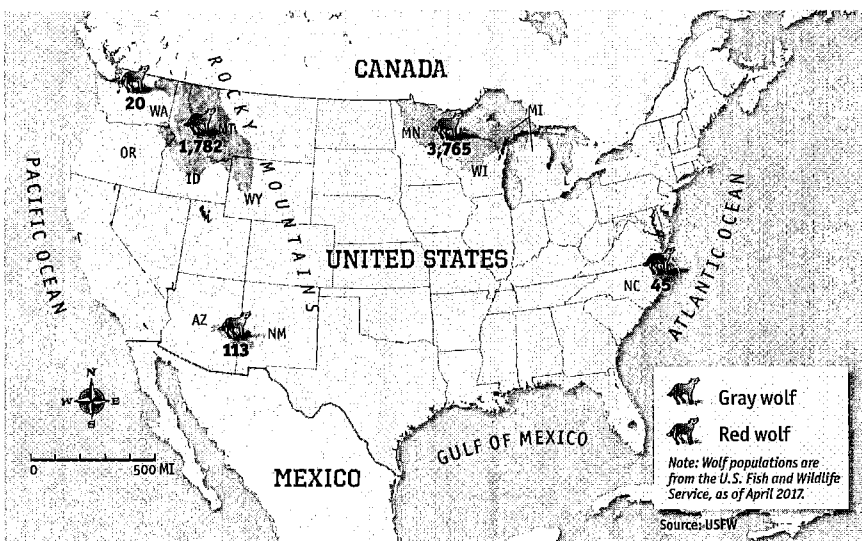 CANADA
ROCKY
MOUNTAINS
20
WA
MT
1,782
OR
ID
WY
MN
MI
3,765
WI
PACIFIC OCEAN
UNITED STATES
ATLANTIC OCEAN
NC
45
AZ
NM
113
N
W E
S
0 500 MI
MEXICO
GULF OF MEXICO
Gray wolf
Red wolf
Note: Wolf populations are
from the U.S. Fish and Wildlife
Service, as of April 2017.
Source: USFW